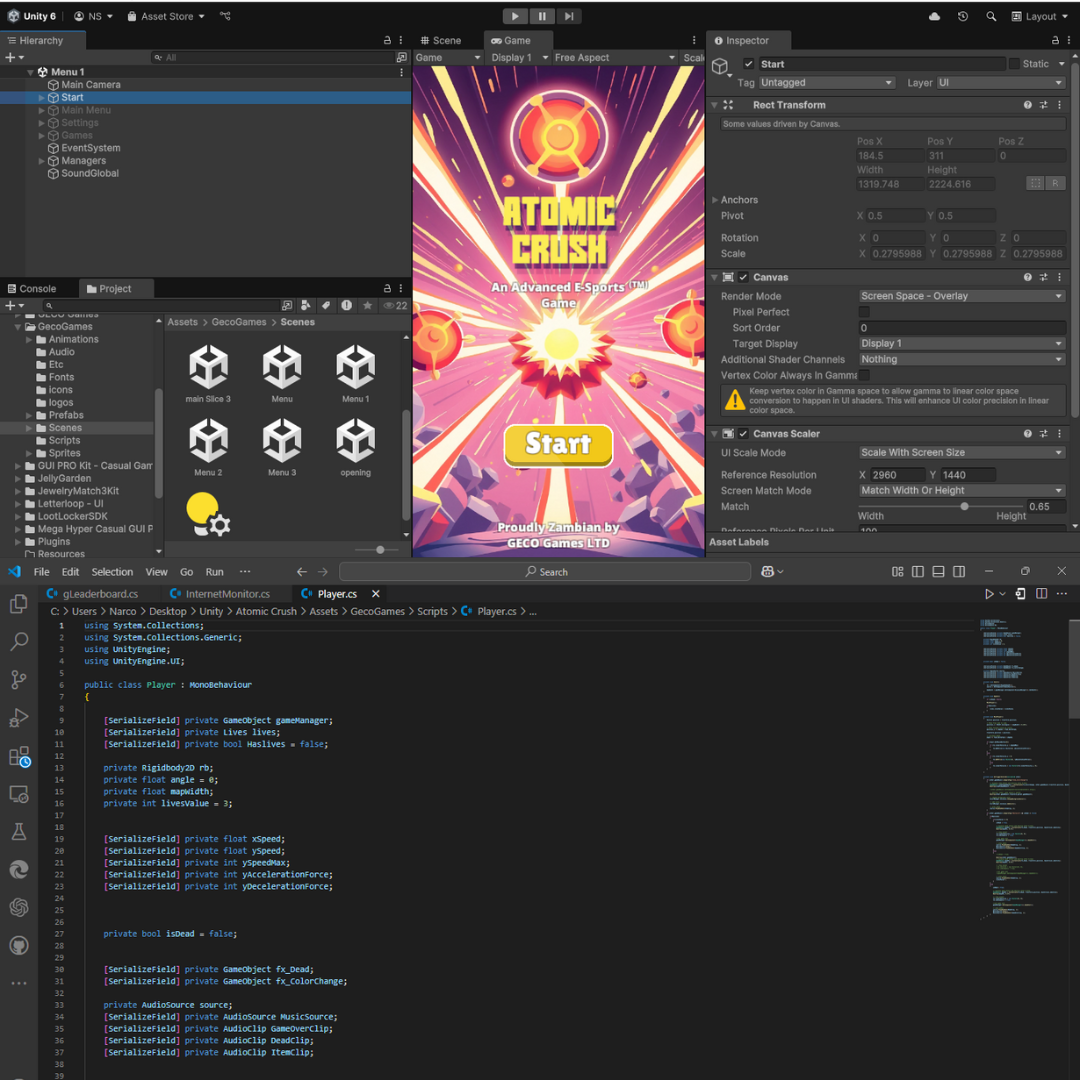 Unity 6 NS Asset Store Layout
Hierarchy
All
Menu 1
Main Camera
Start
Main Menu
Settings
Games
EventSystem
Managers
SoundGlobal
Console Project
22
GecoGames
Animations
Audio
Etc
Fonts
icons
logos
Prefabs
Scenes
Scripts
Sprites
GUI PRO Kit - Casual Gam
JellyGarden
JewelryMatch3Kit
Letterloop - UI
LootLockerSDK
Mega Hyper Casual GUI P
Plugins
Resources
Assets > GecoGames > Scenes
main Slice 3 Menu Menu 1
Menu 2 Menu 3 opening
Scene Game
Game Display 1 Free Aspect Scal
ATOMIC
CRUSH
An Advanced E-Sports (TM)
Game
Start
Proudly Zambian by
GECO Games LTD
Inspector
Start Static
Tag Untagged Layer UI
Rect Transform
Some values driven by Canvas.
Pos X Pos Y Pos Z
184.5 311 0
Width Height
1319.748 2224.616 R
Anchors
Pivot X 0.5 Y 0.5
Rotation X 0 Y 0 Z 0
Scale X 0.2795988 Y 0.2795988 Z 0.2795988
Canvas
Render Mode Screen Space - Overlay
Pixel Perfect
Sort Order 0
Target Display Display 1
Additional Shader Channels Nothing
Vertex Color Always In Gamma
Keep vertex color in Gamma space to allow gamma to linear color space
conversion to happen in UI shaders. This will enhance UI color precision in linear
color space.
Canvas Scaler
UI Scale Mode Scale With Screen Size
Reference Resolution X 2960 Y 1440
Screen Match Mode Match Width Or Height
Match 0.65
Width Height
Asset Labels
File Edit Selection View Go Run ... Search
gLeaderboard.cs InternetMonitor.cs Player.cs
C: > Users > Narco > Desktop > Unity > Atomic Crush > Assets > GecoGames > Scripts > Player.cs > ...
1 using System.Collections;
2 using System.Collections.Generic;
3 using UnityEngine;
4 using UnityEngine.UI;
5
6 public class Player : MonoBehaviour
7 {
8
9 [SerializeField] private GameObject gameManager;
10 [SerializeField] private Lives lives;
11 [SerializeField] private bool Haslives = false;
12
13 private Rigidbody2D rb;
14 private float angle = 0;
15 private float mapWidth;
16 private int livesValue = 3;
17
18
19 [SerializeField] private float xSpeed;
20 [SerializeField] private float ySpeed;
21 [SerializeField] private int ySpeedMax;
22 [SerializeField] private int yAccelerationForce;
23 [SerializeField] private int yDecelerationForce;
24
25
26
27 private bool isDead = false;
28
29
30 [SerializeField] private GameObject fx_Dead;
31 [SerializeField] private GameObject fx_ColorChange;
32
33 private AudioSource source;
34 [SerializeField] private AudioSource MusicSource;
35 [SerializeField] private AudioClip GameOverClip;
36 [SerializeField] private AudioClip DeadClip;
37 [SerializeField] private AudioClip ItemClip;
38
39